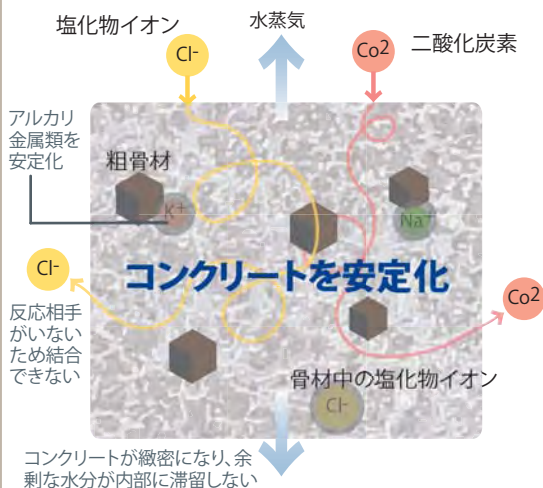 塩化物イオン
水蒸気
二酸化炭素
Cl-
Co2
アルカリ
金属類を
安定化
粗骨材
K+
Na+
コンクリートを安定化
Cl-
Co2
反応相手
がいない
ため結合
できない
骨材中の塩化物イオン
Cl-
コンクリートが緻密になり、余
剰な水分が内部に滞留しない